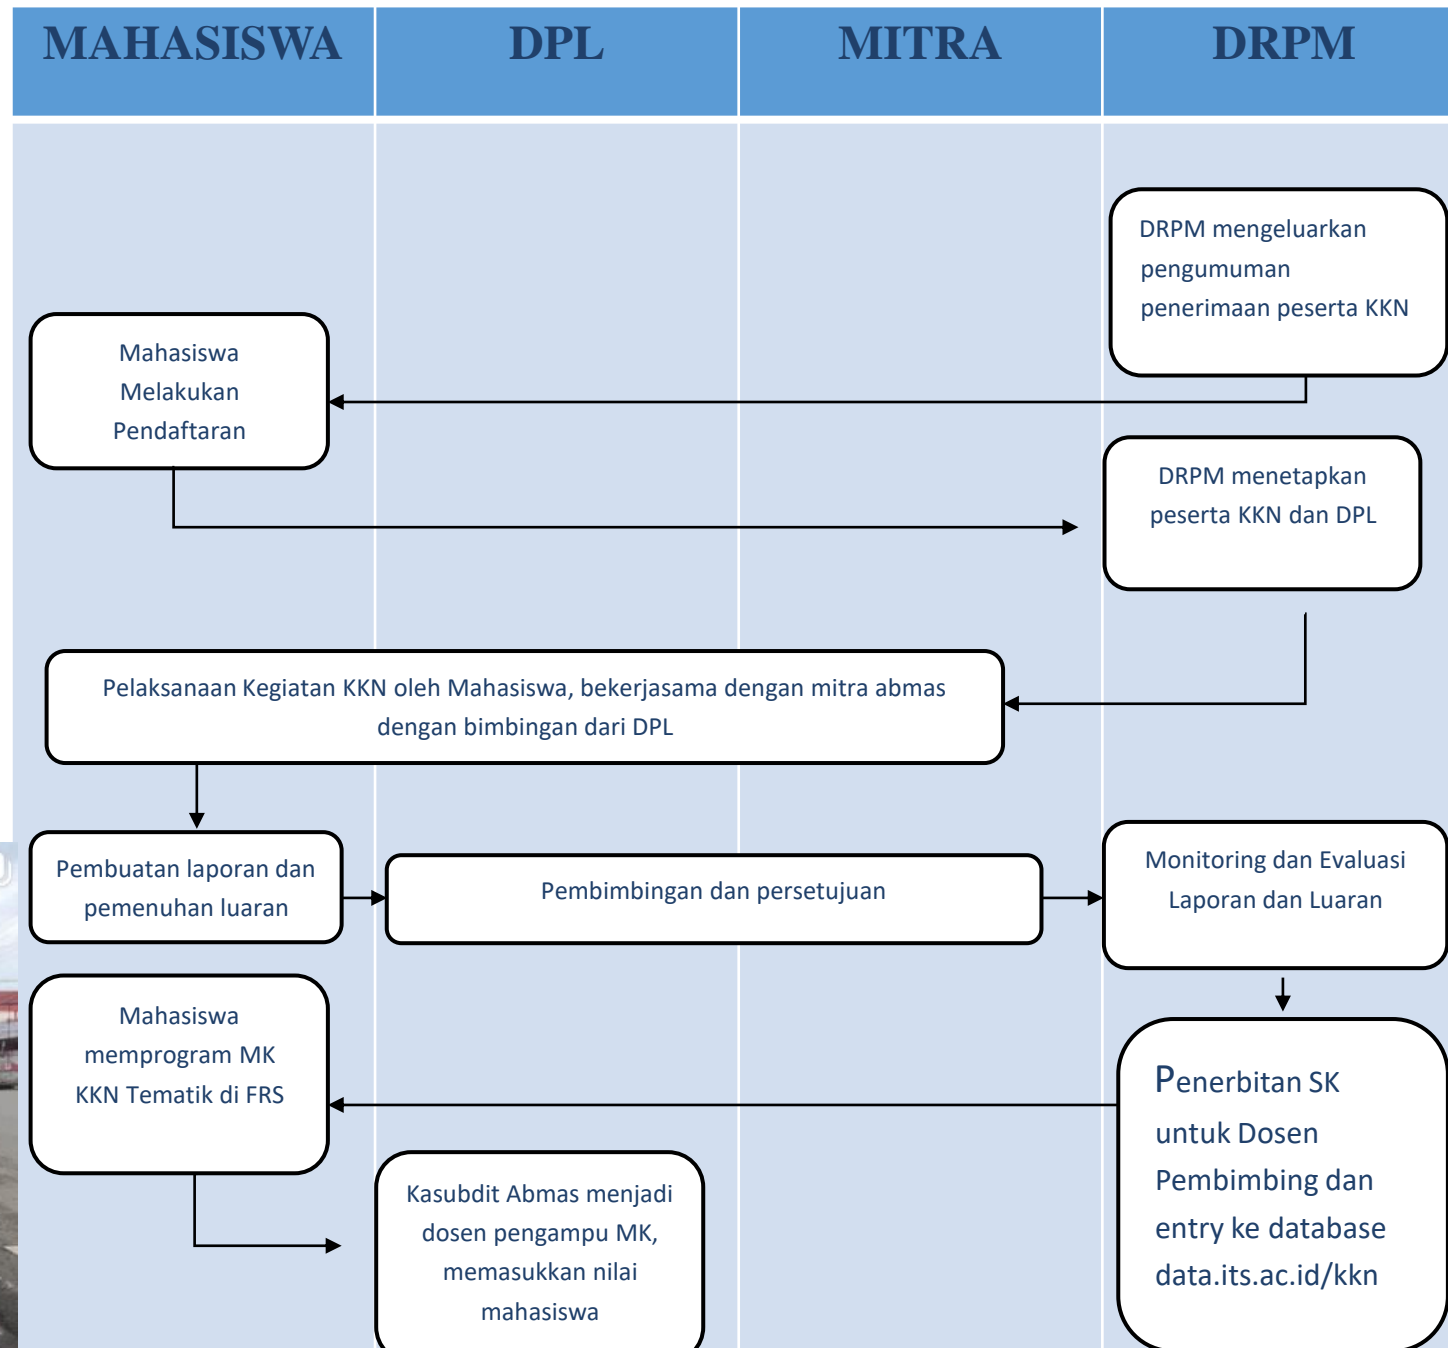 MAHASISWA DPL MITRA DRPM
DRPM mengeluarkan
pengumuman
penerimaan peserta KKN
Mahasiswa
Melakukan
Pendaftaran
DRPM menetapkan
peserta KKN dan DPL
Pelaksanaan Kegiatan KKN oleh Mahasiswa, bekerjasama dengan mitra abmas
dengan bimbingan dari DPL
Pembuatan laporan dan
pemenuhan luaran
Pembimbingan dan persetujuan
Monitoring dan Evaluasi
Laporan dan Luaran
Penerbitan SK
untuk Dosen
Pembimbing dan
entry ke database
data.its.ac.id/kkn
Mahasiswa
memprogram MK
KKN Tematik di FRS
Kasubdit Abmas menjadi
dosen pengampu MK,
memasukkan nilai
mahasiswa